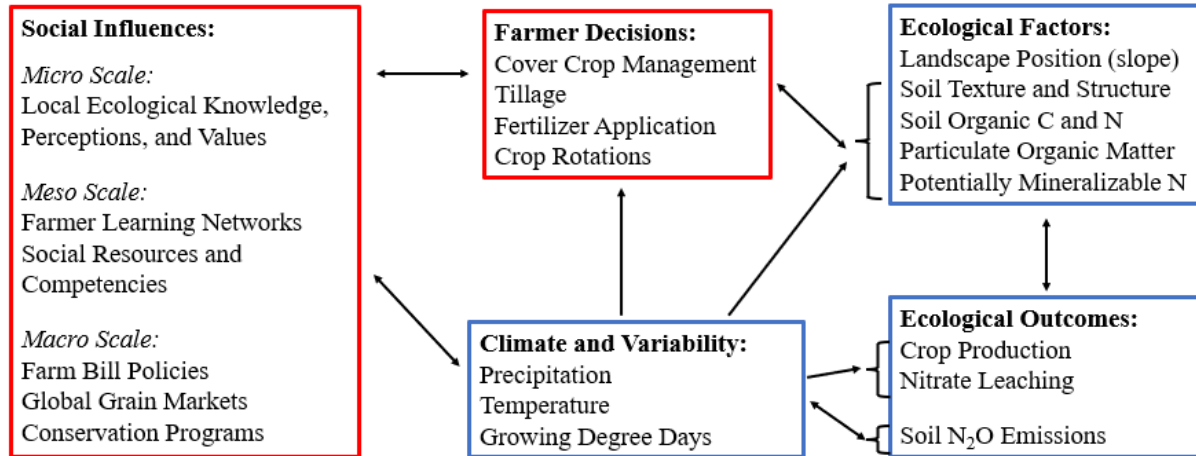 Social Influences:
Micro Scale:
Local Ecological Knowledge,
Perceptions, and Values
Meso Scale:
Farmer Learning Networks
Social Resources and
Competencies
Macro Scale:
Farm Bill Policies
Global Grain Markets
Conservation Programs
Farmer Decisions:
Cover Crop Management
Tillage
Fertilizer Application
Crop Rotations
Climate and Variability:
Precipitation
Temperature
Growing Degree Days
Ecological Factors:
Landscape Position (slope)
Soil Texture and Structure
Soil Organic C and N
Particulate Organic Matter
Potentially Mineralizable N
Ecological Outcomes:
Crop Production
Nitrate Leaching
Soil N₂O Emissions